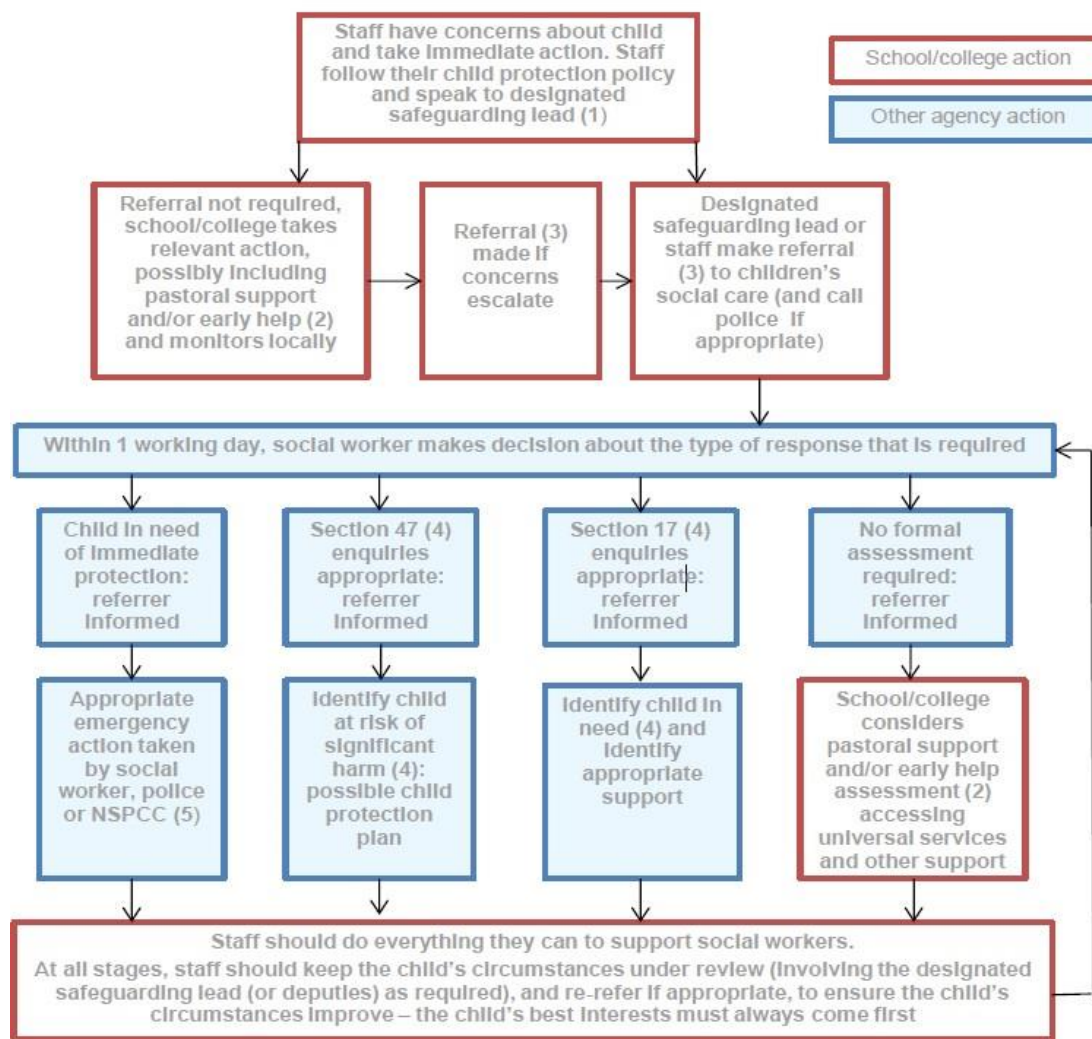 Staff have concerns about child
and take immediate action. Staff
follow their child protection policy
and speak to designated
safeguarding lead (1)
School/college action
Other agency action
Referral not required,
school/college takes
relevant action,
possibly including
pastoral support
and/or early help (2)
and monitors locally
Referral (3)
made if
concerns
escalate
Designated
safeguarding lead or
staff make referral
(3) to children’s
social care (and call
police if
appropriate)
Within 1 working day, social worker makes decision about the type of response that is required
Child in need
of immediate
protection:
referrer
informed
Section 47 (4)
enquiries
appropriate:
referrer
informed
Section 17 (4)
enquiries
appropriate:
referrer
informed
No formal
assessment
required:
referrer
informed
Appropriate
emergency
action taken
by social
worker, police
or NSPCC (5)
Identify child
at risk of
significant
harm (4):
possible child
protection
plan
Identify child in
need (4) and
identify
appropriate
support
School/college
considers
pastoral support
and/or early help
assessment (2)
accessing
universal services
and other support
Staff should do everything they can to support social workers.
At all stages, staff should keep the child’s circumstances under review (involving the designated
safeguarding lead (or deputies) as required), and re-refer if appropriate, to ensure the child’s
circumstances improve – the child’s best interests must always come first